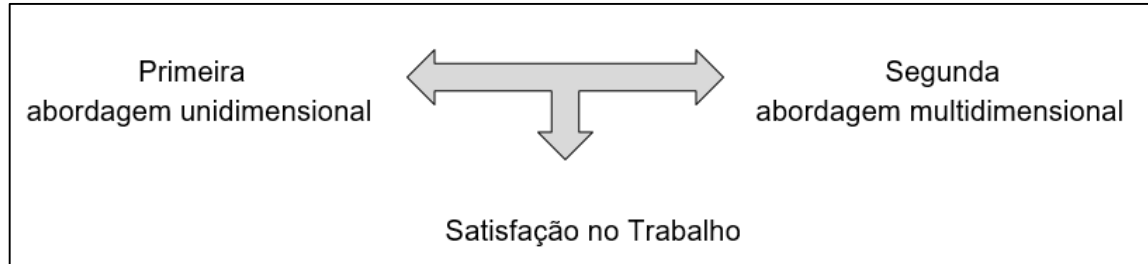 Primeira
abordagem unidimensional
Segunda
abordagem multidimensional
Satisfação no Trabalho